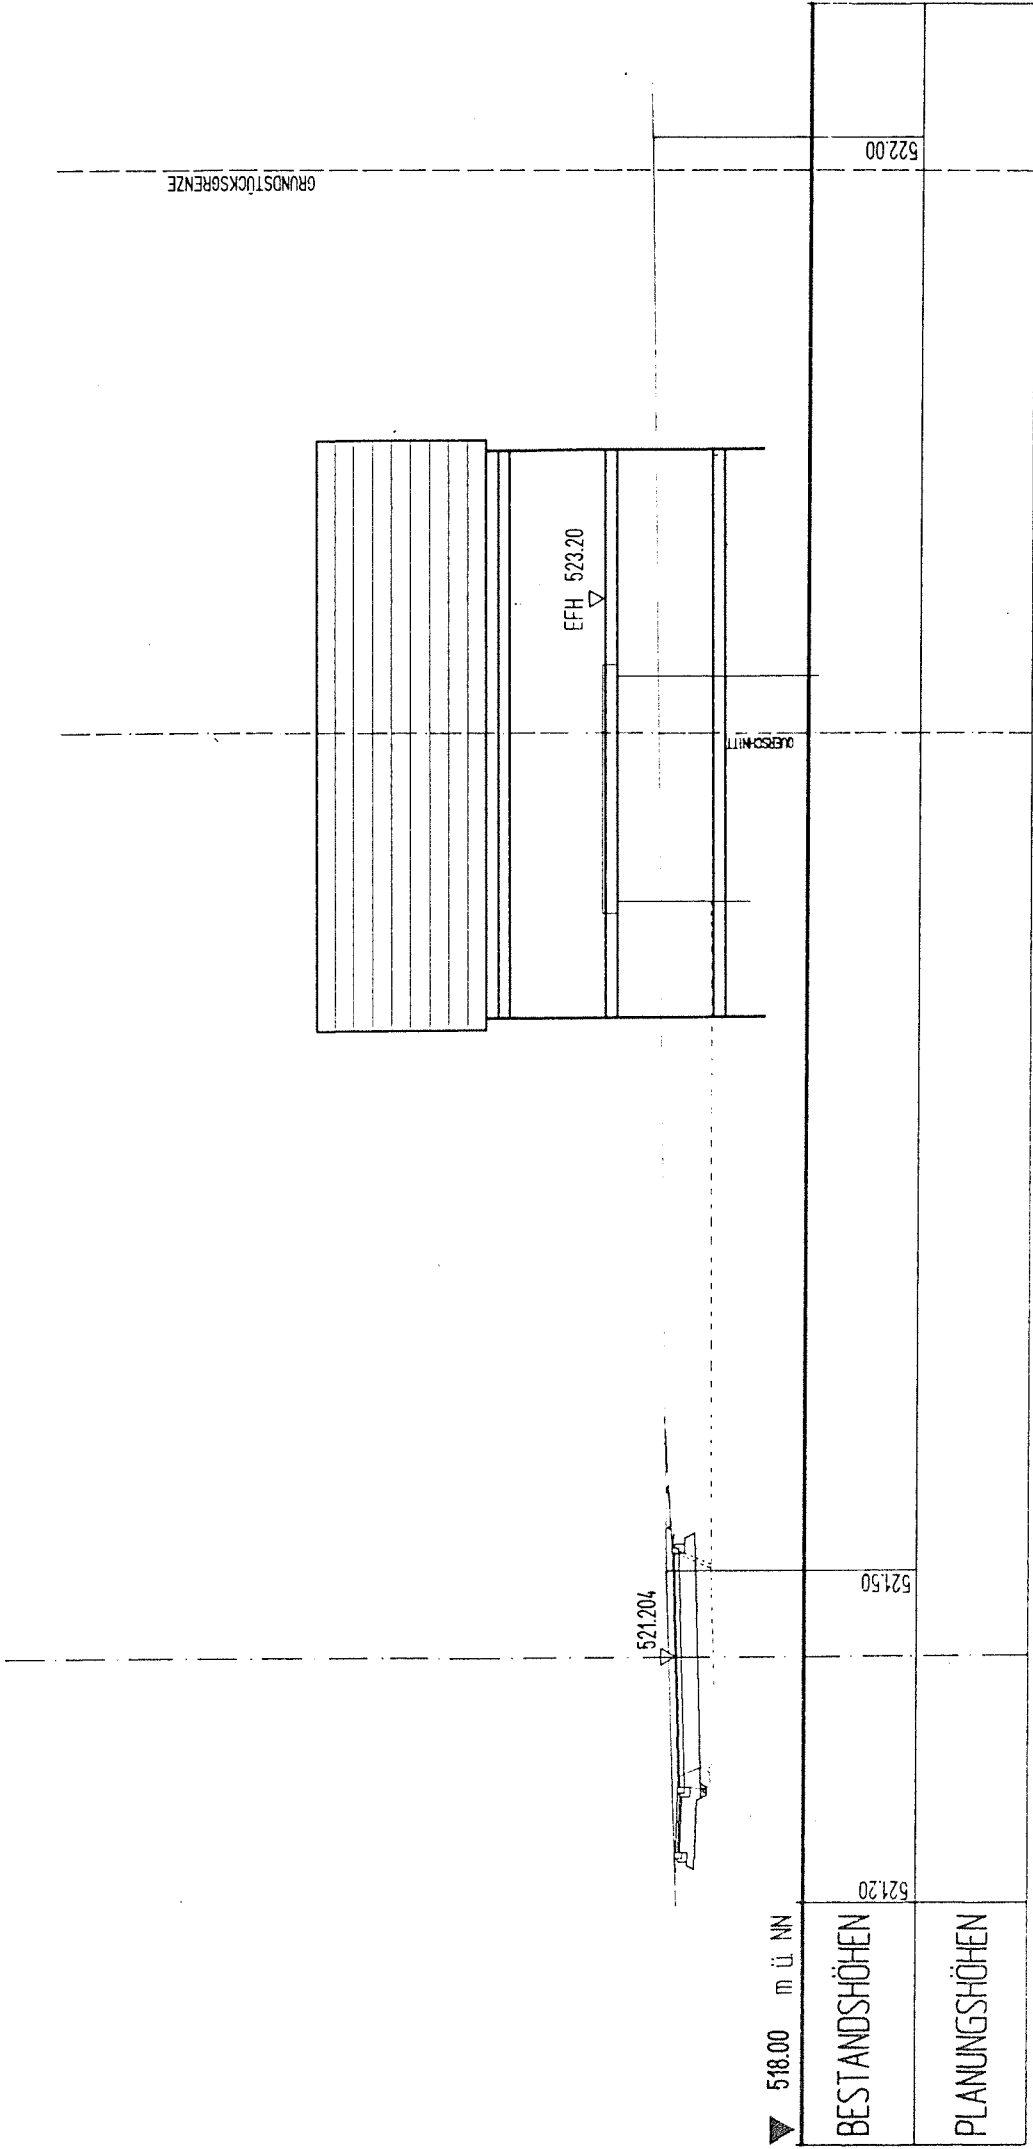 GRUNDSTÜCKSGRENZE
522.00
EFH 523.20
QUERSCHNITT
521.204
521.50
521.20
518.00 m ü. NN
BESTANDSHÖHEN
PLANUNGSHÖHEN